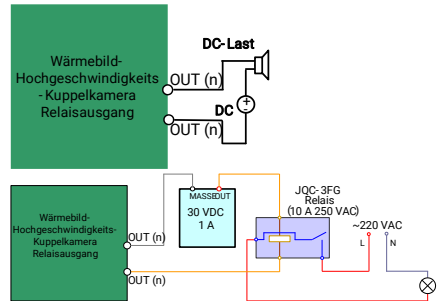 Wärmebild-
Hochgeschwindigkeits
-Kuppelkamera
Relaisausgang
OUT (n)
OUT (n)
DC-Last
DC
+
-
Wärmebild-
Hochgeschwindigkeits-
Kuppelkamera
Relaisausgang
OUT (n)
OUT (n)
MASSE OUT
30 VDC
1 A
JQC-3FG
Relais
(10 A 250 VAC)
~220 VAC
L N